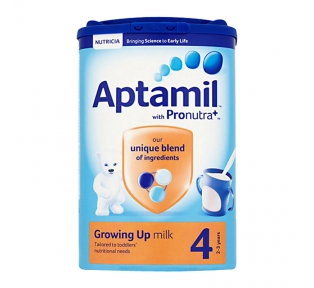 NUTRICIA
Bringing Science to Early Life
Aptamil
with Pronutra+
our
unique blend
of ingredients
Growing Up milk
Tailored to toddlers'
nutritional needs
4
2-3 years